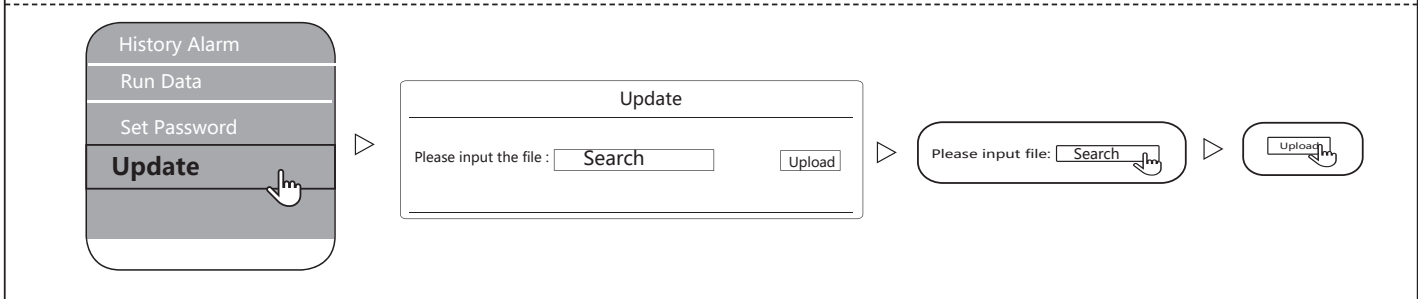 History Alarm
Run Data
Set Password
Update
Update
Please input the file : Search Upload
Please input file: Search
Upload